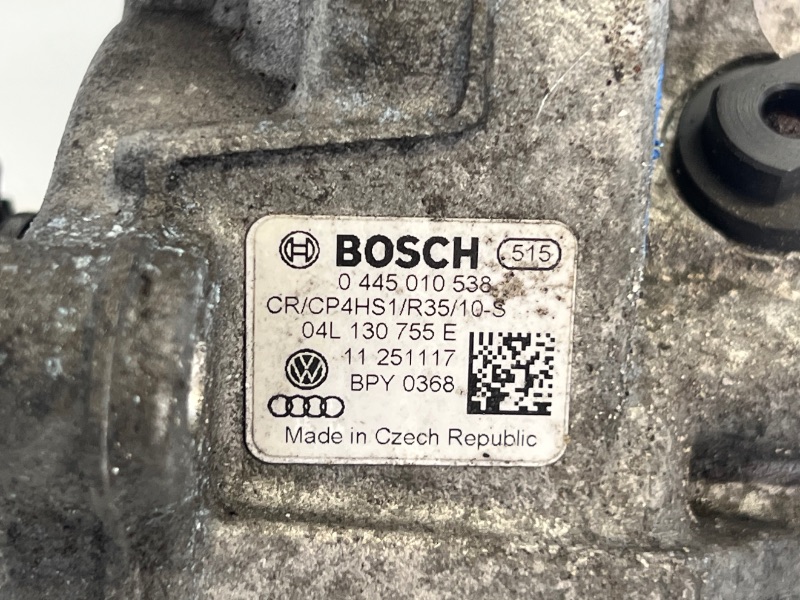 BOSCH 515
0 445 010 538
CR/CP4HS1/R35/10-S
04L 130 755 E
11 251117
BPY 0368
Made in Czech Republic